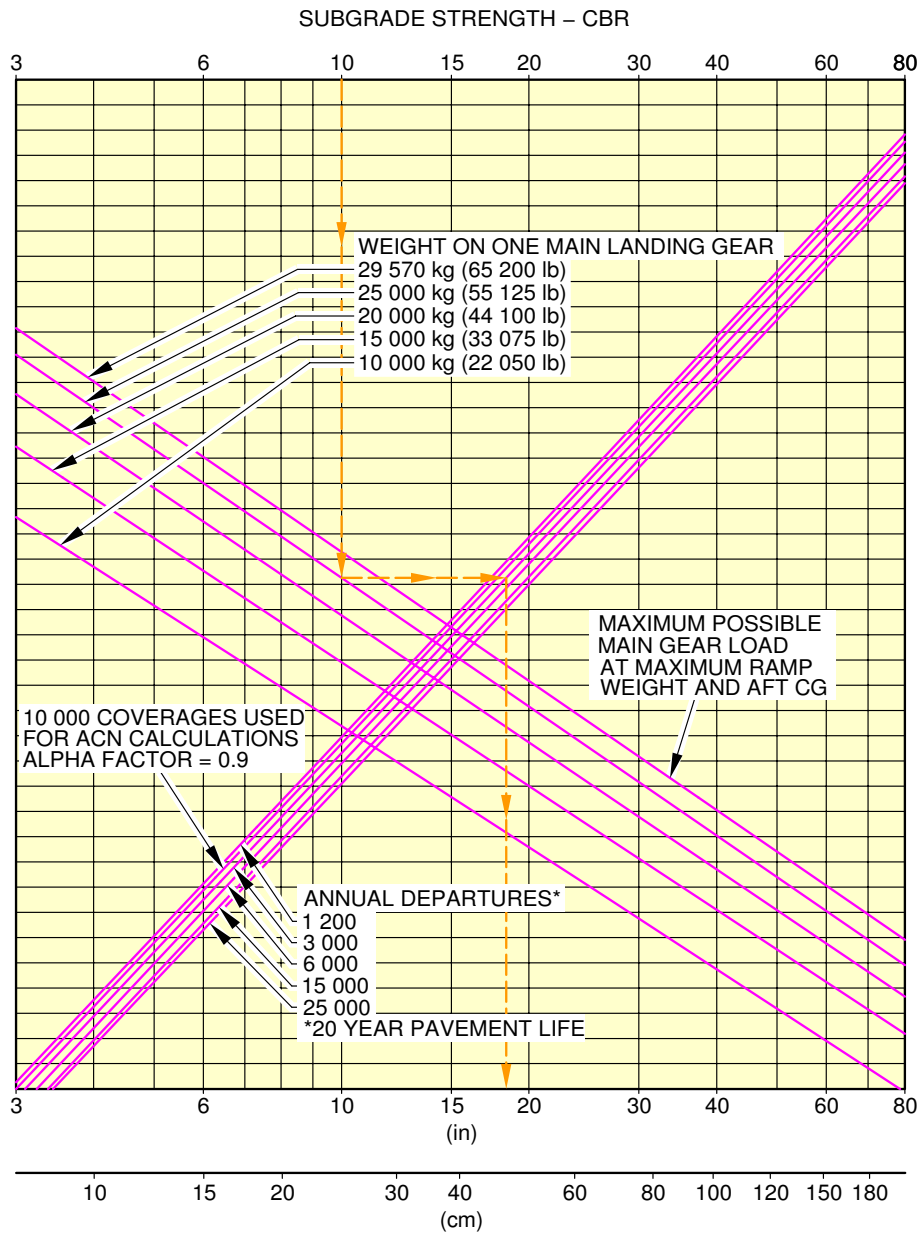 SUBGRADE STRENGTH – CBR
3 6 10 15 20 30 40 60 80
WEIGHT ON ONE MAIN LANDING GEAR
29 570 kg (65 200 lb)
25 000 kg (55 125 lb)
20 000 kg (44 100 lb)
15 000 kg (33 075 lb)
10 000 kg (22 050 lb)
MAXIMUM POSSIBLE
MAIN GEAR LOAD
AT MAXIMUM RAMP
WEIGHT AND AFT CG
10 000 COVERAGES USED
FOR ACN CALCULATIONS
ALPHA FACTOR = 0.9
ANNUAL DEPARTURES*
1 200
3 000
6 000
15 000
25 000
*20 YEAR PAVEMENT LIFE
3 6 10 15 20 30 40 60 80
(in)
10 15 20 30 40 60 80 100 120 150 180
(cm)